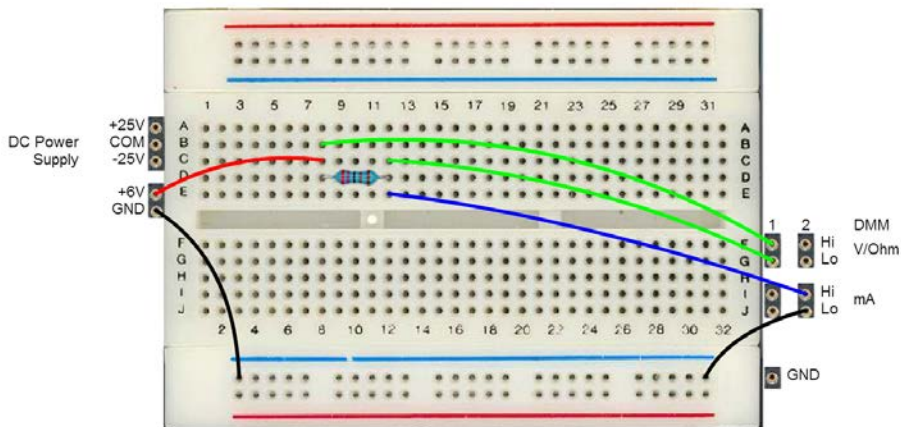 1 3 5 7 9 11 13 15 17 19 21 23 25 27 29 31
DC Power
Supply
+25V
COM
-25V
+6V
GND
A A
B B
C C
D D
E E
1 2 DMM
F F Hi
G G Lo
V/Ohm
H H
I I Hi
J J Lo
mA
2 4 6 8 10 12 14 16 18 20 22 24 26 28 30 32
GND